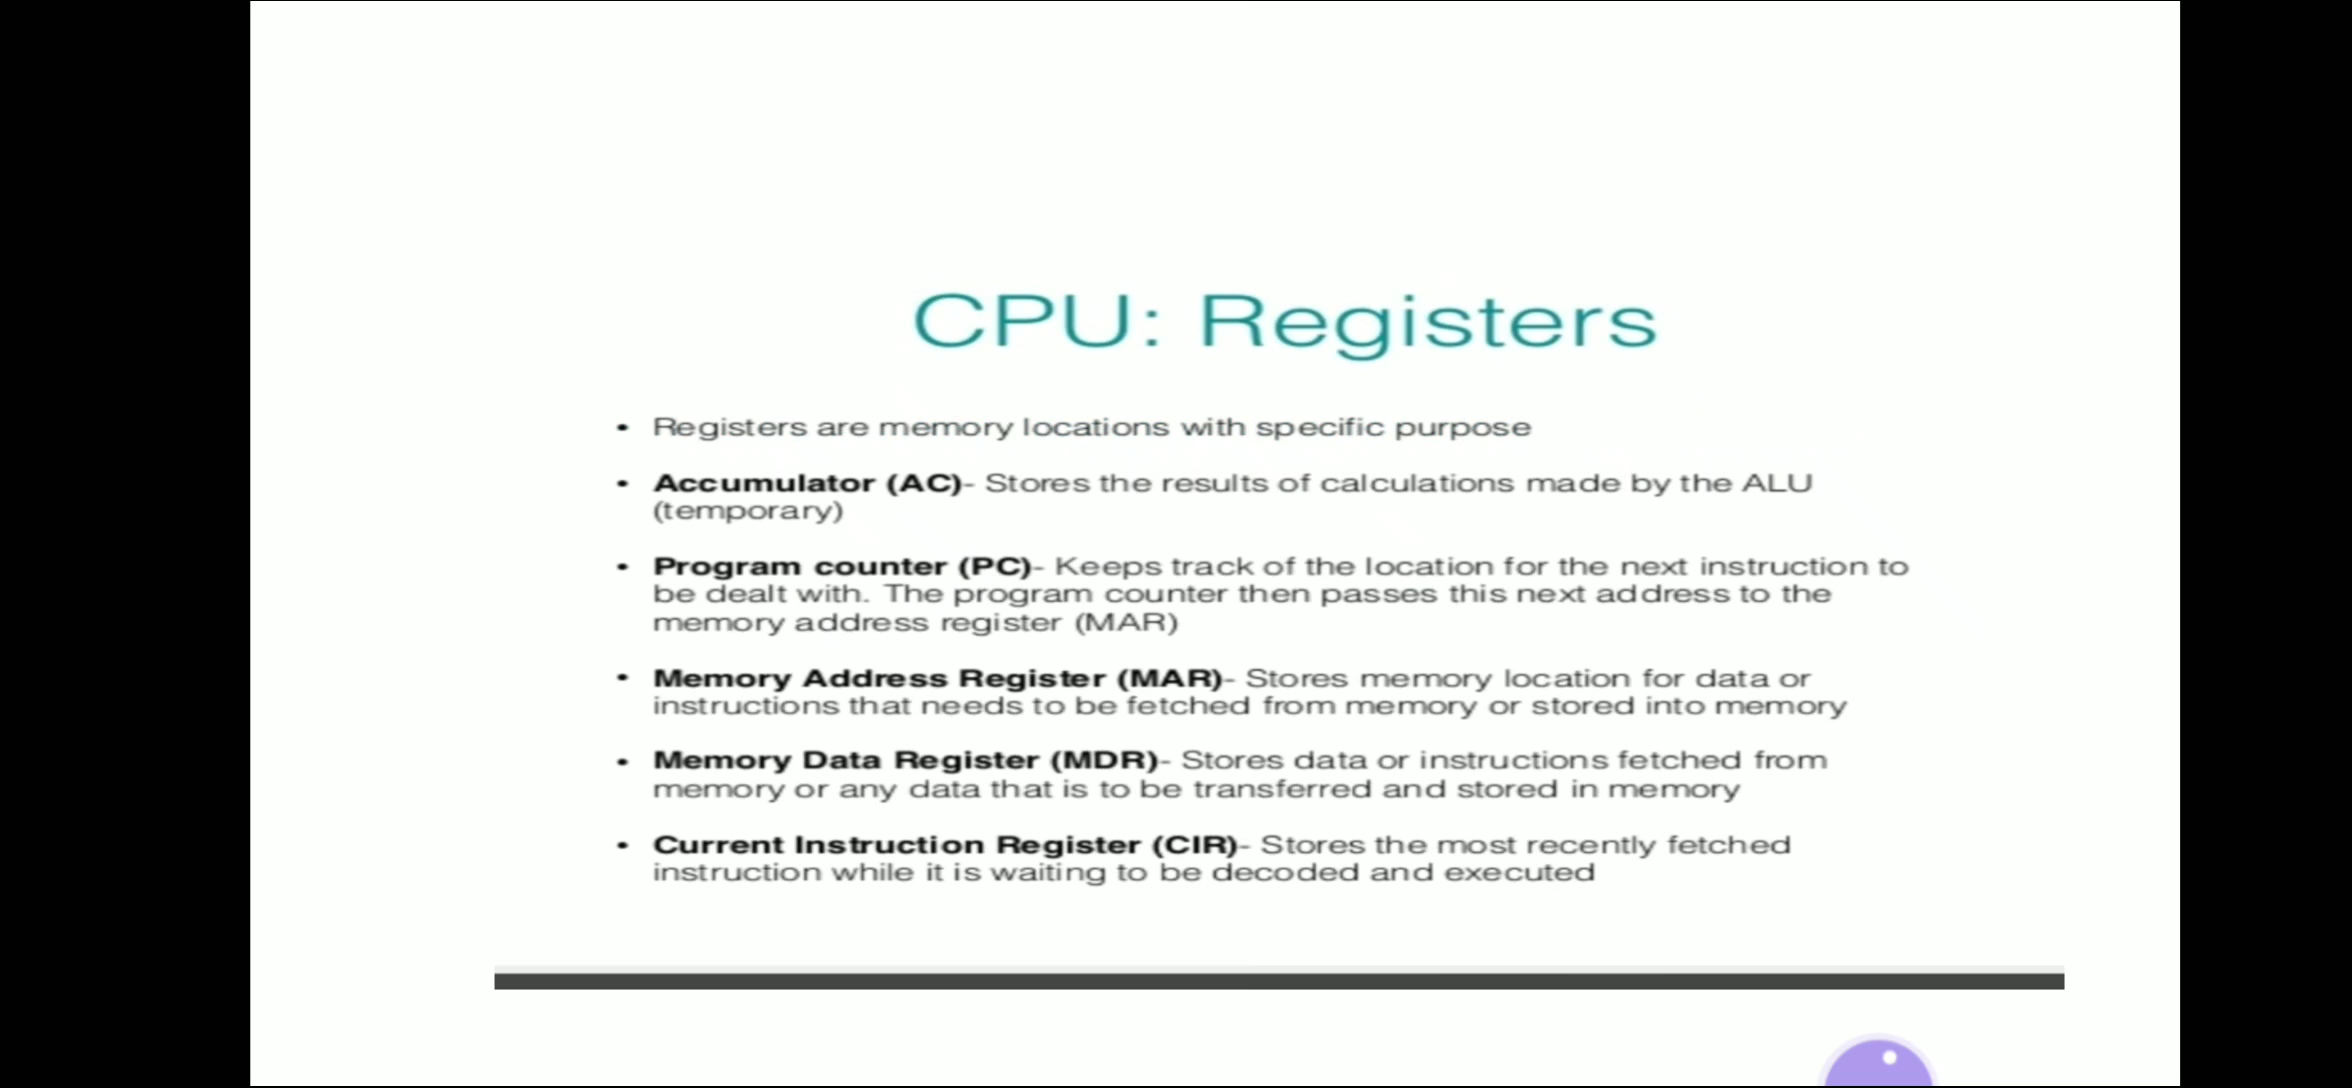 CPU: Registers
• Registers are memory locations with specific purpose
• Accumulator (AC)- Stores the results of calculations made by the ALU
(temporary)
• Program counter (PC)- Keeps track of the location for the next instruction to
be dealt with. The program counter then passes this next address to the
memory address register (MAR)
• Memory Address Register (MAR)- Stores memory location for data or
instructions that needs to be fetched from memory or stored into memory
• Memory Data Register (MDR)- Stores data or instructions fetched from
memory or any data that is to be transferred and stored in memory
• Current Instruction Register (CIR)- Stores the most recently fetched
instruction while it is waiting to be decoded and executed